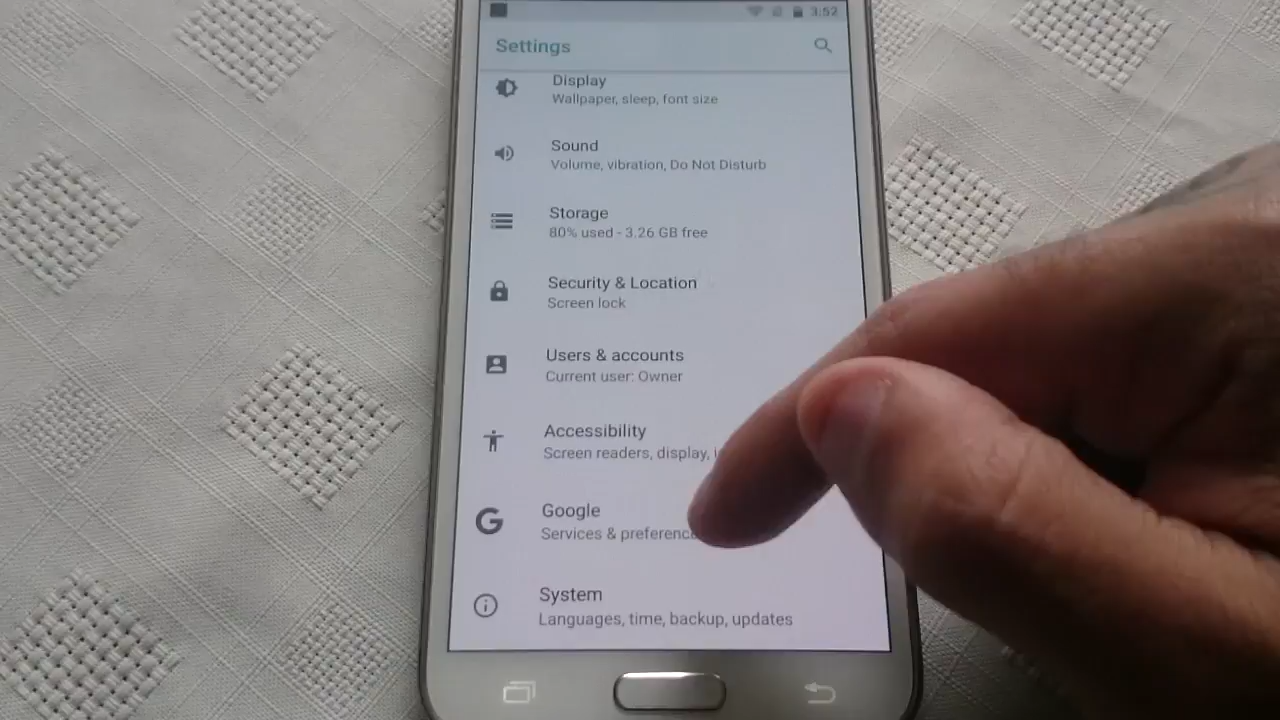 3:52
Settings
Display
Wallpaper, sleep, font size
Sound
Volume, vibration, Do Not Disturb
Storage
80% used - 3.26 GB free
Security & Location
Screen lock
Users & accounts
Current user: Owner
Accessibility
Screen readers, display,
Google
Services & preference
System
Languages, time, backup, updates